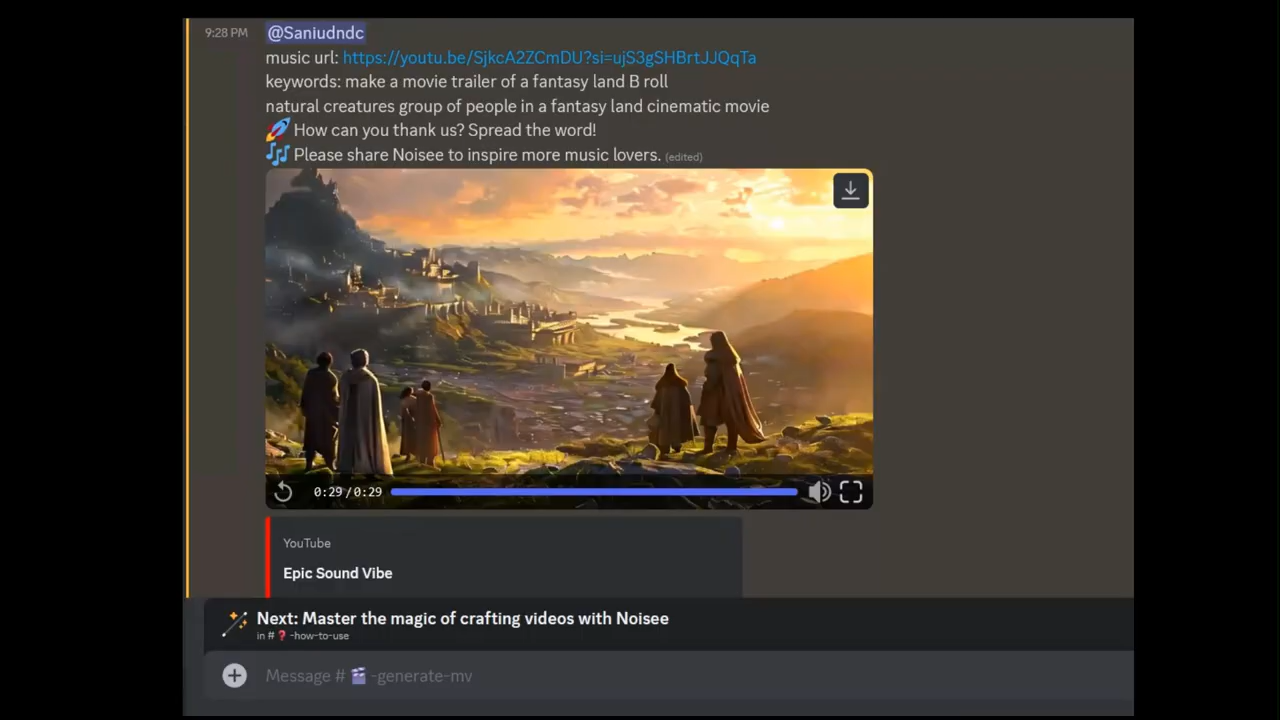 9:28 PM @Saniudndc
music url: https://youtu.be/SjkcA2ZCmDU?si=ujS3gSHBrtJJQqTa
keywords: make a movie trailer of a fantasy land B roll
natural creatures group of people in a fantasy land cinematic movie
🚀 How can you thank us? Spread the word!
🎶 Please share Noisee to inspire more music lovers. (edited)
0:29/0:29
YouTube
Epic Sound Vibe
Next: Master the magic of crafting videos with Noisee
in # ❓-how-to-use
Message # 🎬 -generate-mv